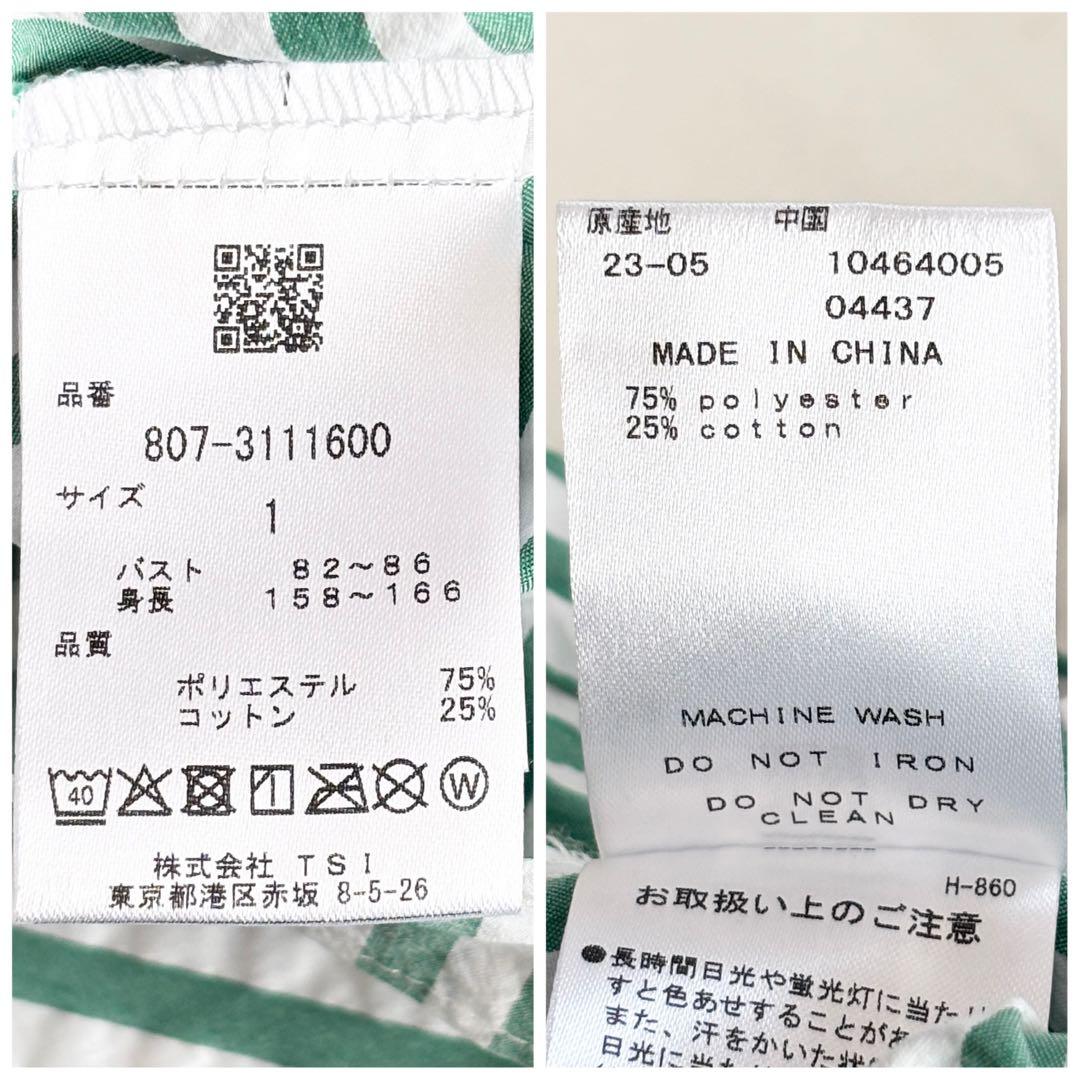 品番
807-3111600
サイズ
1
バスト 82～86
身長 158～166
品質
ポリエステル 75%
コットン 25%
40
W
株式会社 TSI
東京都港区赤坂 8-5-26
原産地 中国
23-05 10464005
04437
MADE IN CHINA
75% polyester
25% cotton
MACHINE WASH
DO NOT IRON
DO NOT DRY
CLEAN
H-860
お取扱い上のご注意
●長時間日光や蛍光灯に当た
すと色あせすることがあ
また、汗をかいた状
日光に当た